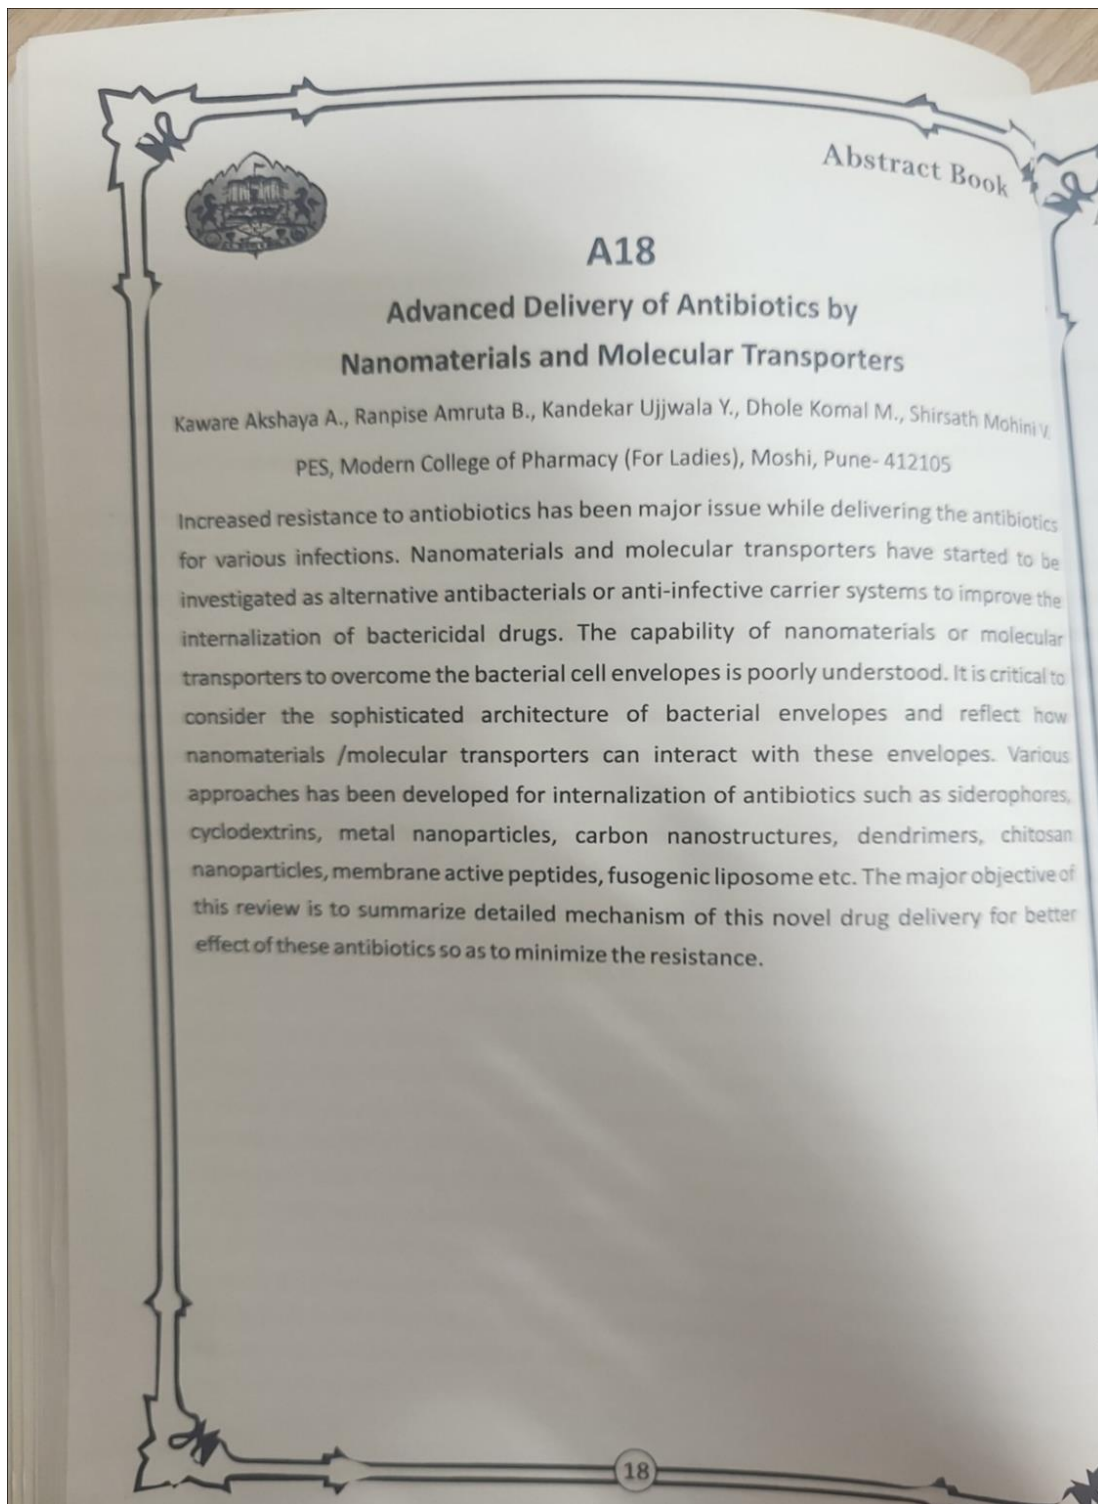 Abstract Book
A18
Advanced Delivery of Antibiotics by
Nanomaterials and Molecular Transporters
Kaware Akshaya A., Ranpise Amruta B., Kandekar Ujjwala Y., Dhole Komal M., Shirsath Mohini V.
PES, Modern College of Pharmacy (For Ladies), Moshi, Pune- 412105
Increased resistance to antiobiotics has been major issue while delivering the antibiotics
for various infections. Nanomaterials and molecular transporters have started to be
investigated as alternative antibacterials or anti-infective carrier systems to improve the
internalization of bactericidal drugs. The capability of nanomaterials or molecular
transporters to overcome the bacterial cell envelopes is poorly understood. It is critical to
consider the sophisticated architecture of bacterial envelopes and reflect how
nanomaterials /molecular transporters can interact with these envelopes. Various
approaches has been developed for internalization of antibiotics such as siderophores,
cyclodextrins, metal nanoparticles, carbon nanostructures, dendrimers, chitosan
nanoparticles, membrane active peptides, fusogenic liposome etc. The major objective of
this review is to summarize detailed mechanism of this novel drug delivery for better
effect of these antibiotics so as to minimize the resistance.
18